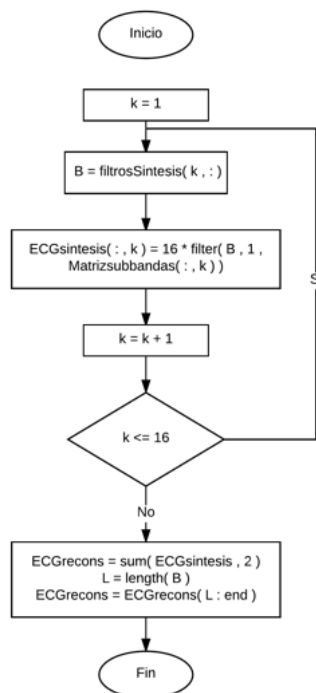 Inicio
k = 1
B = filtrosSintesis( k , : )
ECGsintesis( : , k ) = 16 * filter( B , 1 ,
Matrizsubbandas( : , k ) )
k = k + 1
k <= 16
S
No
ECGrecons = sum( ECGsintesis , 2 )
L = length( B )
ECGrecons = ECGrecons( L : end )
Fin